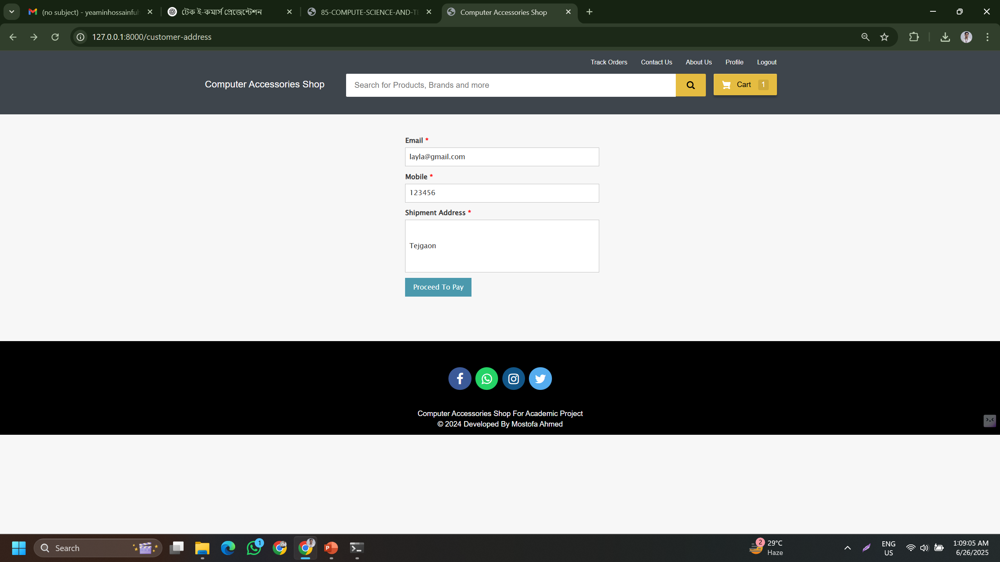 (no subject) - yeaminhossainfuh
টেক ই-কমার্স প্রেজেন্টেশন
85-COMPUTE-SCIENCE-AND-TE
Computer Accessories Shop
127.0.0.1:8000/customer-address
Track Orders Contact Us About Us Profile Logout
Computer Accessories Shop
Search for Products, Brands and more
Cart 1
Email *
layla@gmail.com
Mobile *
123456
Shipment Address *
Tejgaon
Proceed To Pay
Computer Accessories Shop For Academic Project
© 2024 Developed By Mostofa Ahmed
Search
1
2
29°C
Haze
ENG
US
1:09:05 AM
6/26/2025